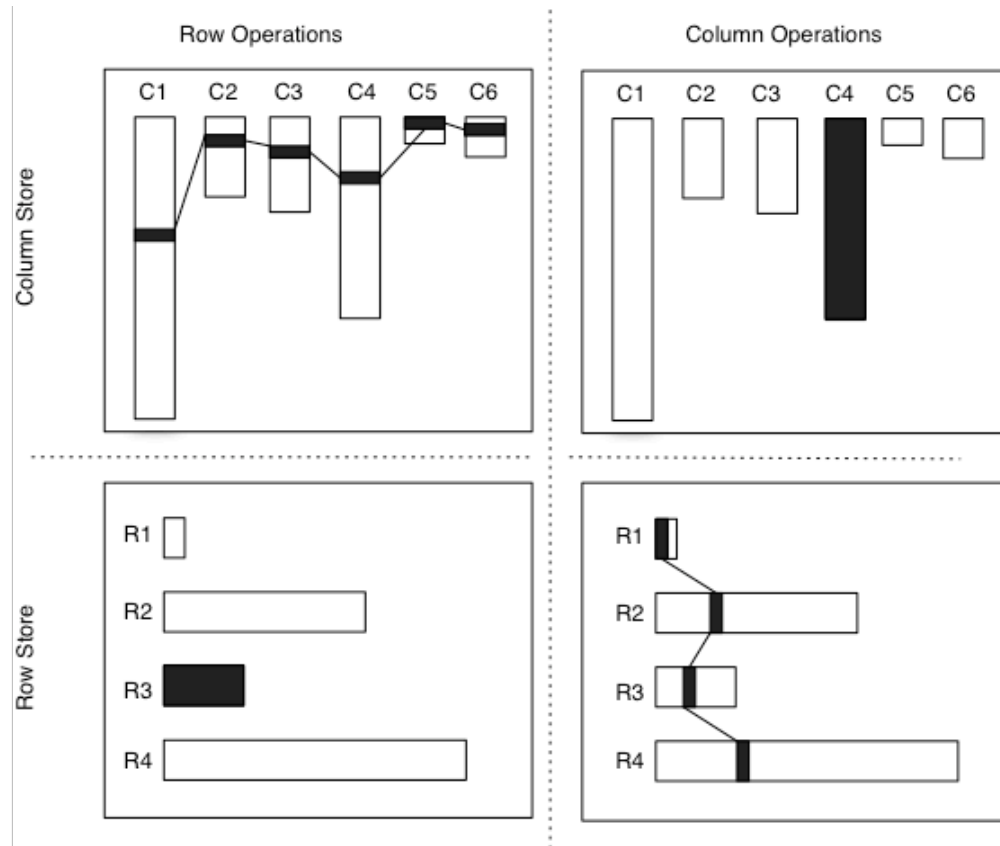 Row Operations
Column Operations
Column Store
C1 C2 C3 C4 C5 C6
C1 C2 C3 C4 C5 C6
Row Store
R1
R2
R3
R4
R1
R2
R3
R4